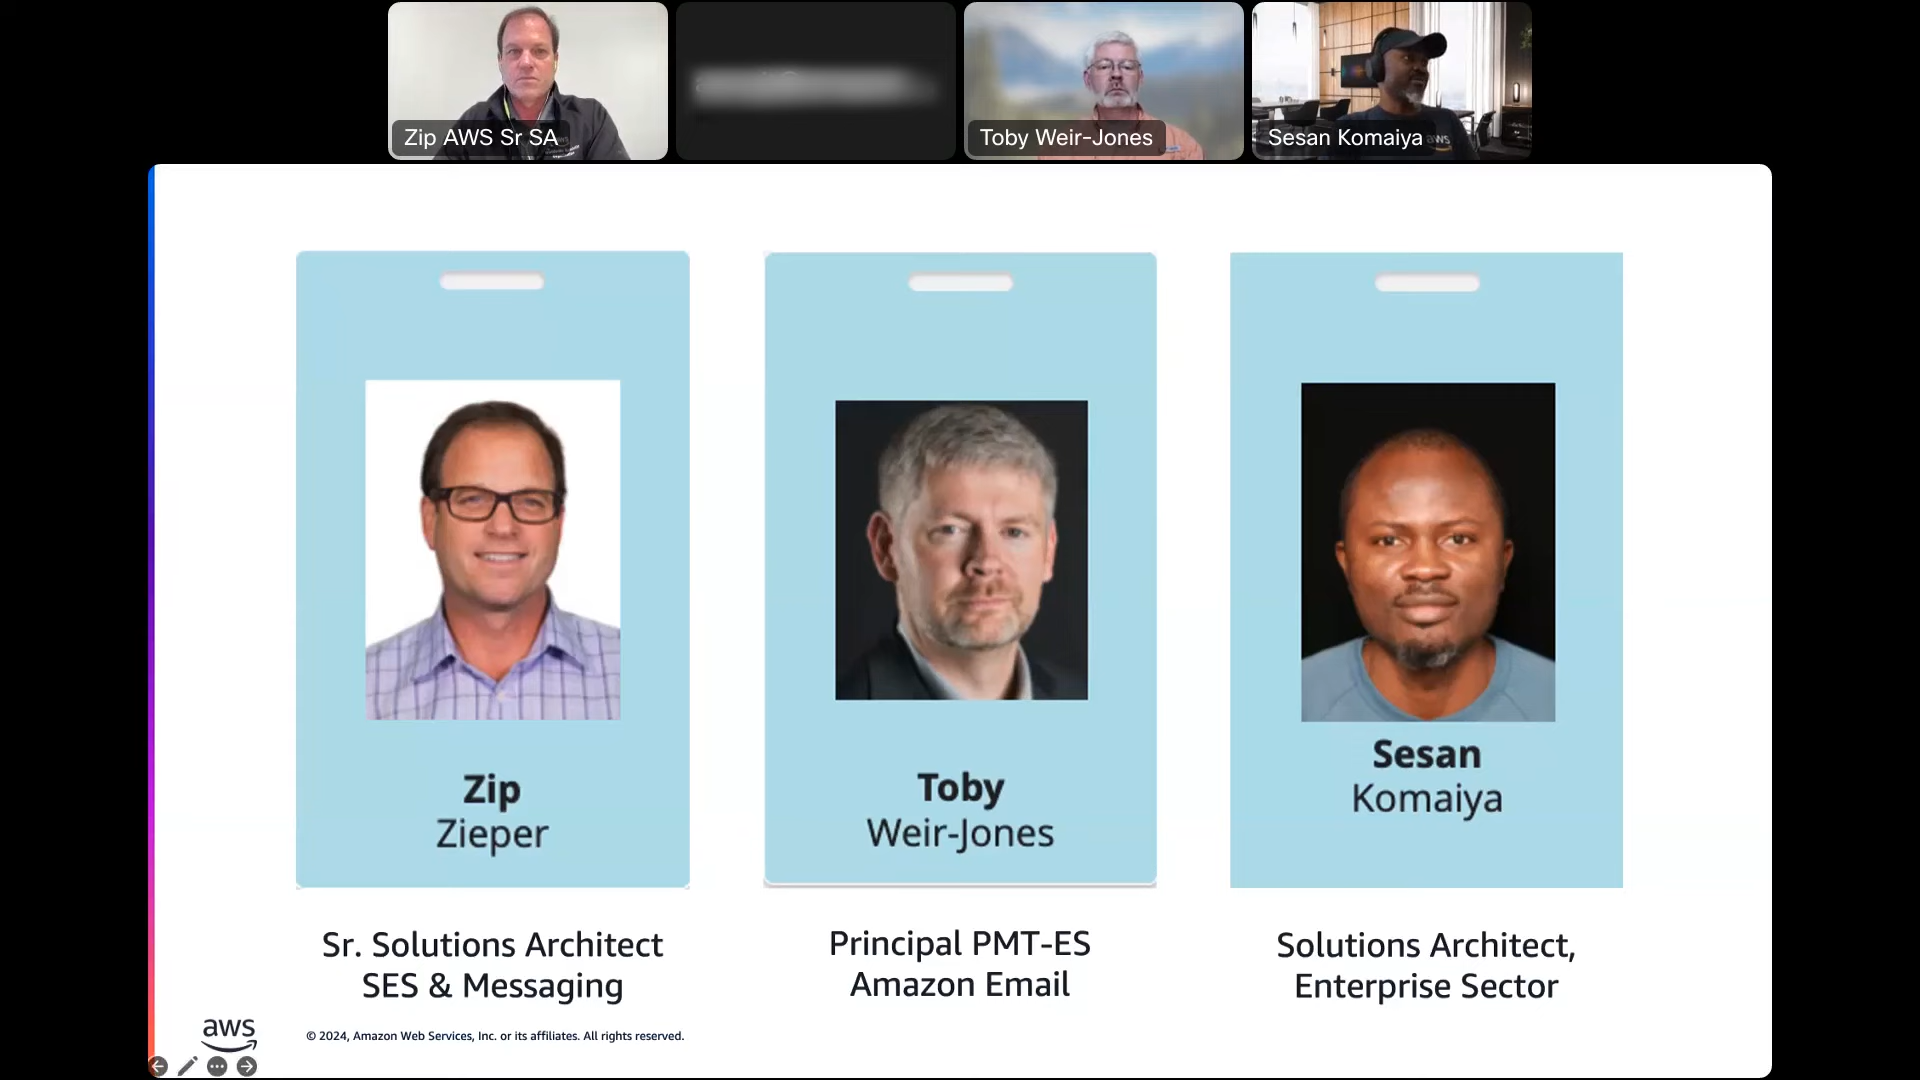 Zip AWS Sr SA
Toby Weir-Jones
Sesan Komaiya
aws
Zip
Zieper
Toby
Weir-Jones
Sesan
Komaiya
Sr. Solutions Architect
SES & Messaging
Principal PMT-ES
Amazon Email
Solutions Architect,
Enterprise Sector
aws
© 2024, Amazon Web Services, Inc. or its affiliates. All rights reserved.